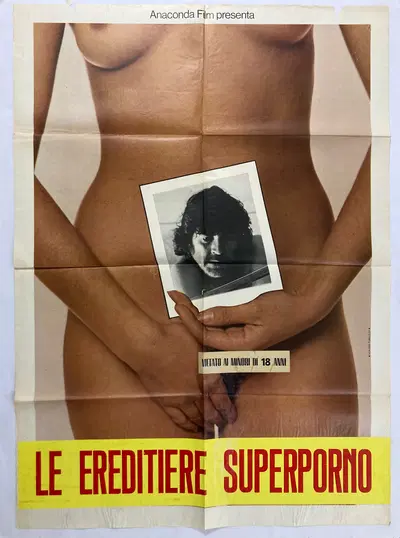 Anaconda Film presenta
VIETATO AI MINORI DI 18 ANNI
LE EREDITIERE SUPERPORNO